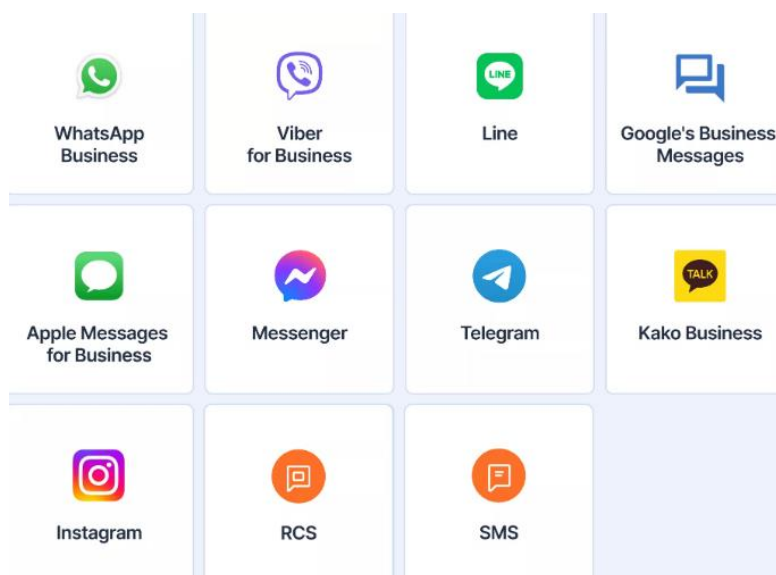 WhatsApp
Business
Viber
for Business
LINE
Line
Google's Business
Messages
Apple Messages
for Business
Messenger
Telegram
TALK
Kako Business
Instagram
RCS
SMS